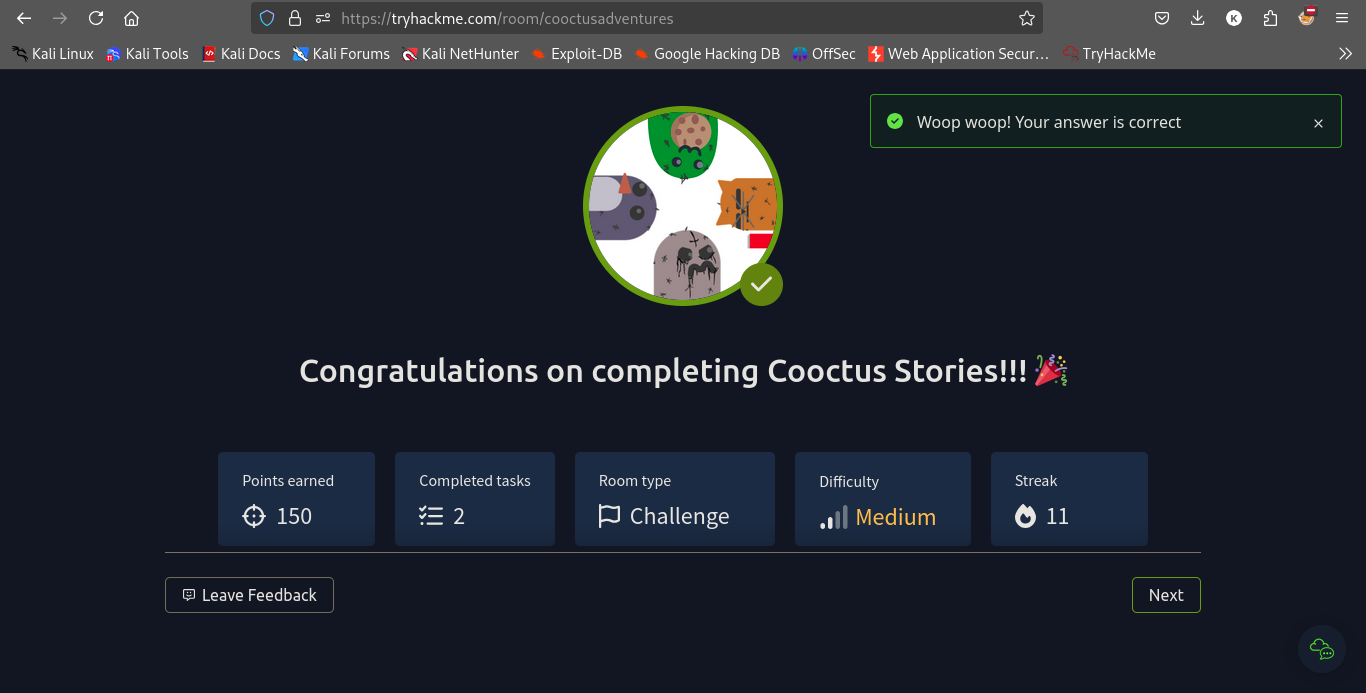 https://tryhackme.com/room/cooctusadventures
K
Kali Linux Kali Tools Kali Docs Kali Forums Kali NetHunter Exploit-DB Google Hacking DB OffSec Web Application Secur… TryHackMe
Woop woop! Your answer is correct
Congratulations on completing Cooctus Stories!!!
Points earned Completed tasks Room type Difficulty Streak
150 2 Challenge Medium 11
Leave Feedback Next